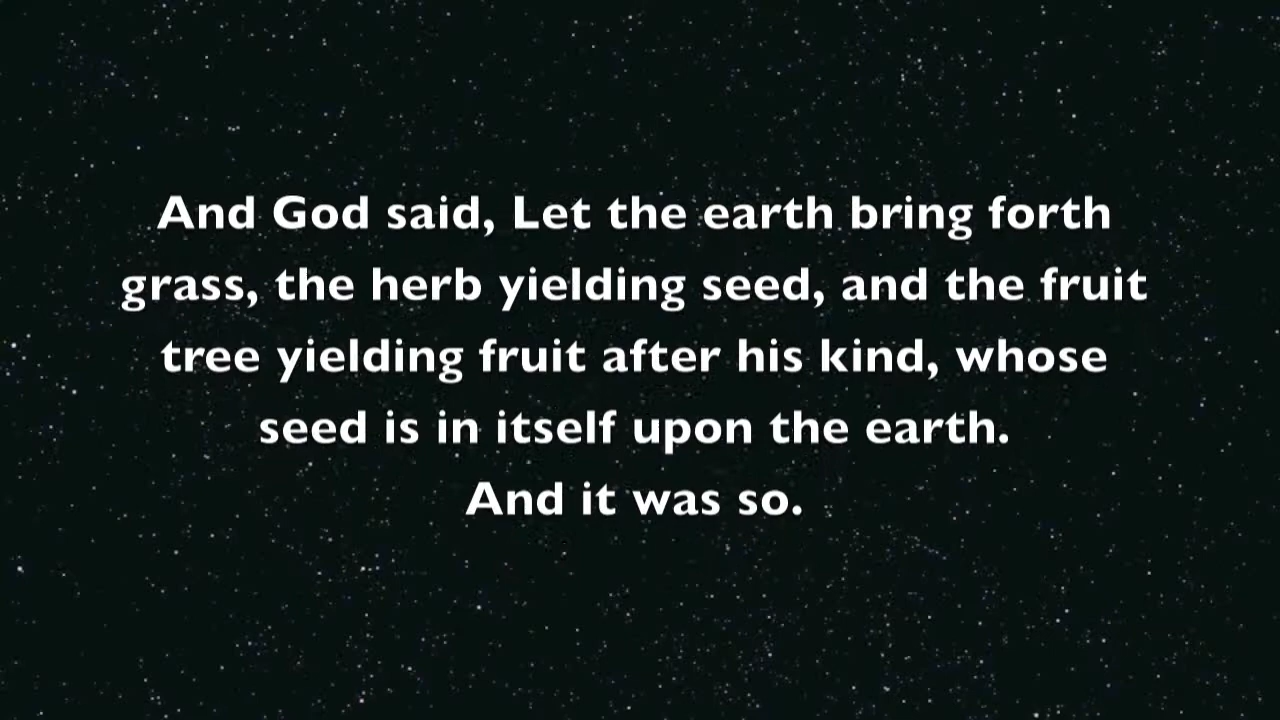 And God said, Let the earth bring forth
grass, the herb yielding seed, and the fruit
tree yielding fruit after his kind, whose
seed is in itself upon the earth.
And it was so.